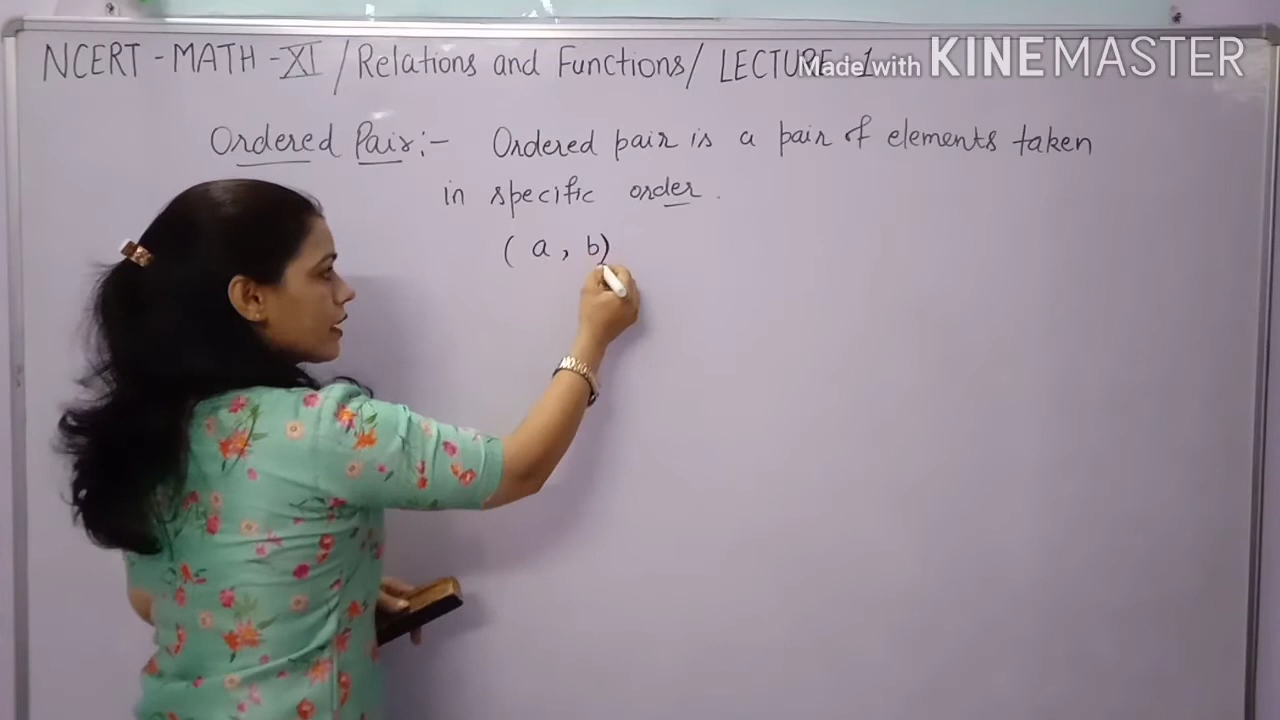 NCERT - MATH - XI / Relations and Functions / LECTURE - 1
Made with KINEMASTER
Ordered Pair :- Ordered pair is a pair of elements taken
in specific order .
( a , b )